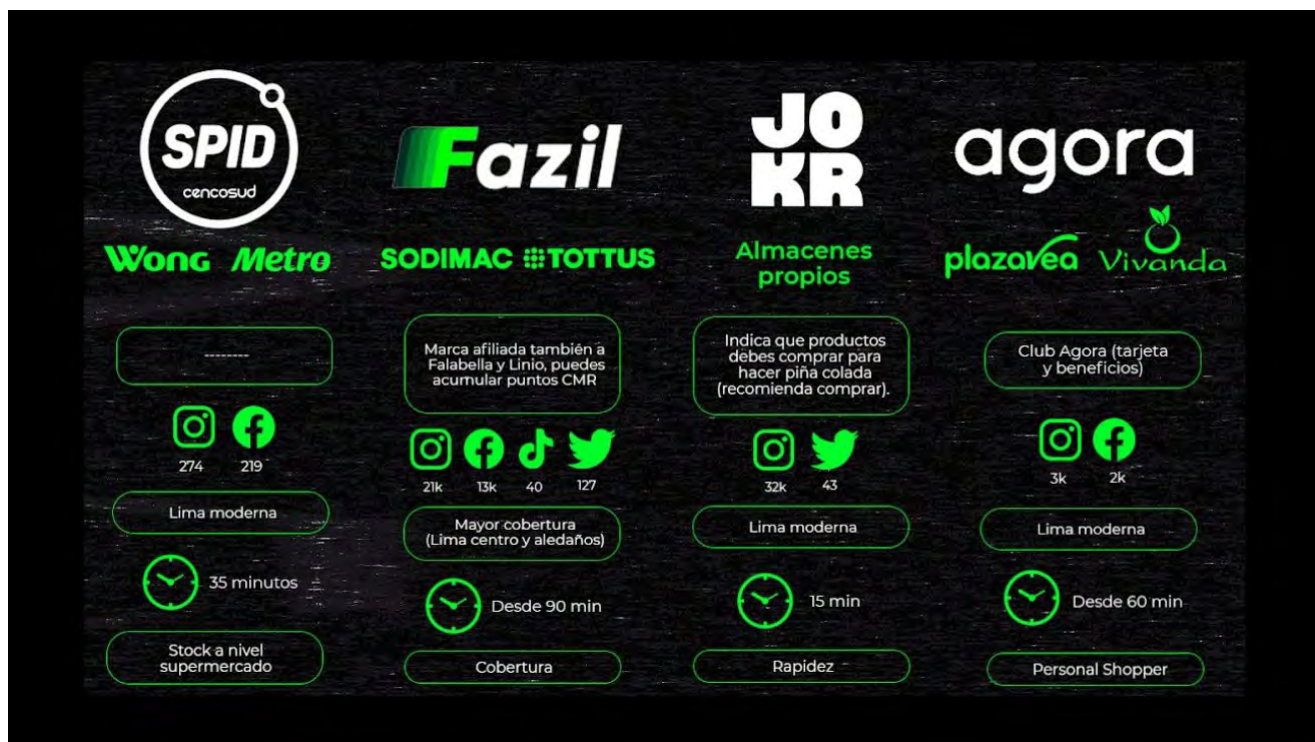 SPID
cencosud
Wong Metro
--------
274 219
Lima moderna
35 minutos
Stock a nivel
supermercado
Fazil
SODIMAC TOTTUS
Marca afiliada también a
Falabella y Linio, puedes
acumular puntos CMR
21k 13k 40 127
Mayor cobertura
(Lima centro y aledaños)
Desde 90 min
Cobertura
JO
KR
Almacenes
propios
Indica que productos
debes comprar para
hacer piña colada
(recomienda comprar).
32k 43
Lima moderna
15 min
Rapidez
agora
plazavea Vivanda
Club Agora (tarjeta
y beneficios)
3k 2k
Lima moderna
Desde 60 min
Personal Shopper